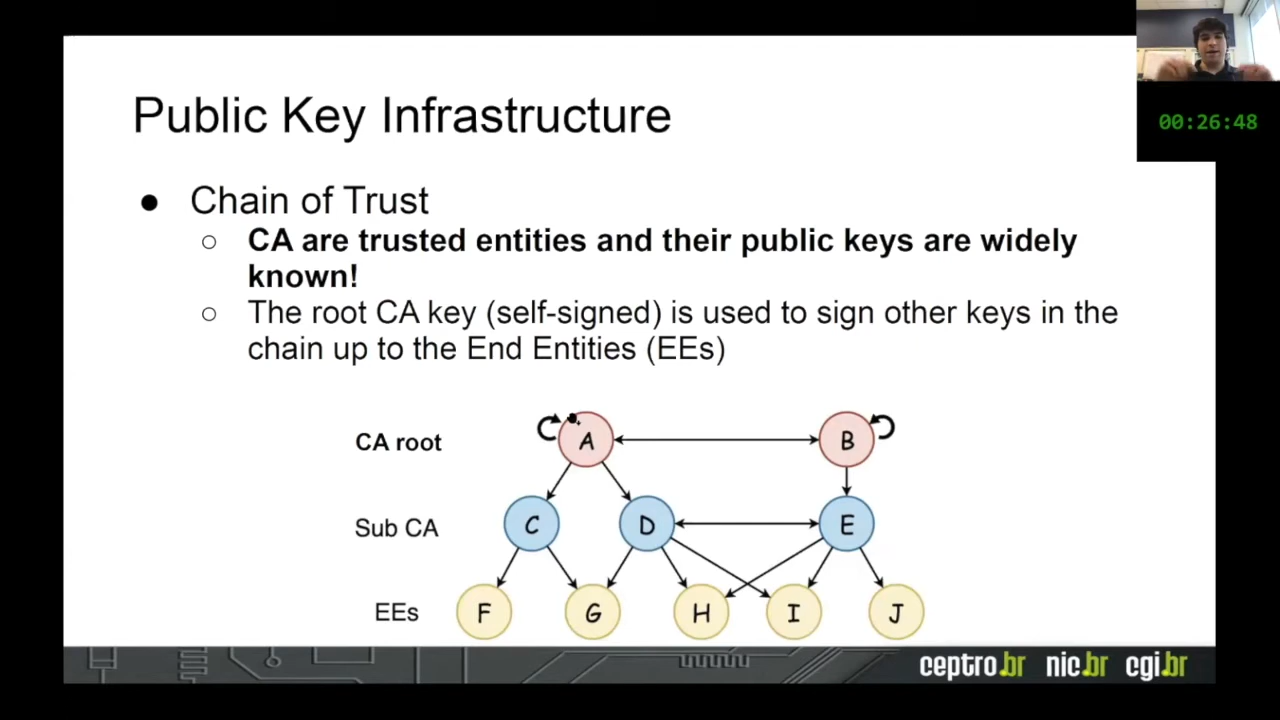 Public Key Infrastructure
00:26:48
● Chain of Trust
○ CA are trusted entities and their public keys are widely
known!
○ The root CA key (self-signed) is used to sign other keys in the
chain up to the End Entities (EEs)
CA root A B
Sub CA C D E
EEs F G H I J
ceptro.br nic.br cgi.br